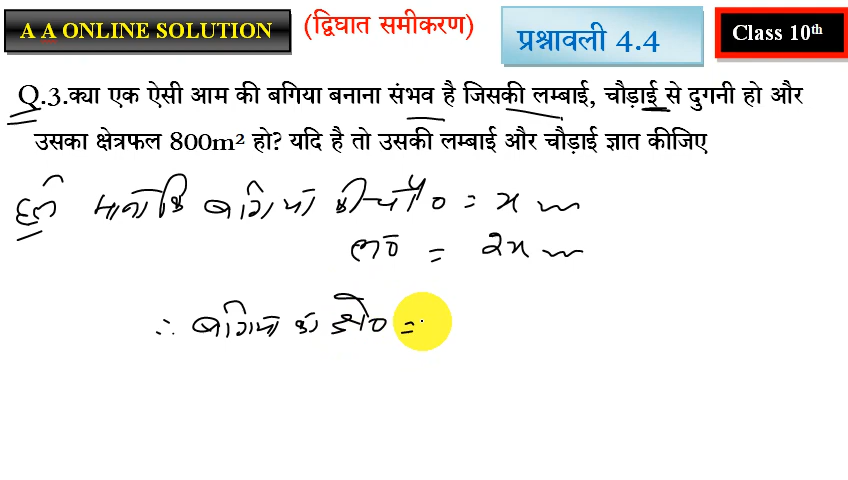 A A ONLINE SOLUTION
(द्विघात समीकरण)
प्रश्नावली 4.4
Class 10th
Q.3.क्या एक ऐसी आम की बगिया बनाना संभव है जिसकी लम्बाई, चौड़ाई से दुगनी हो और
उसका क्षेत्रफल 800m² हो? यदि है तो उसकी लम्बाई और चौड़ाई ज्ञात कीजिए
हल माना कि बगिया की चौ० = x m
ल० = 2x m
∴ बगिया का क्षे० =